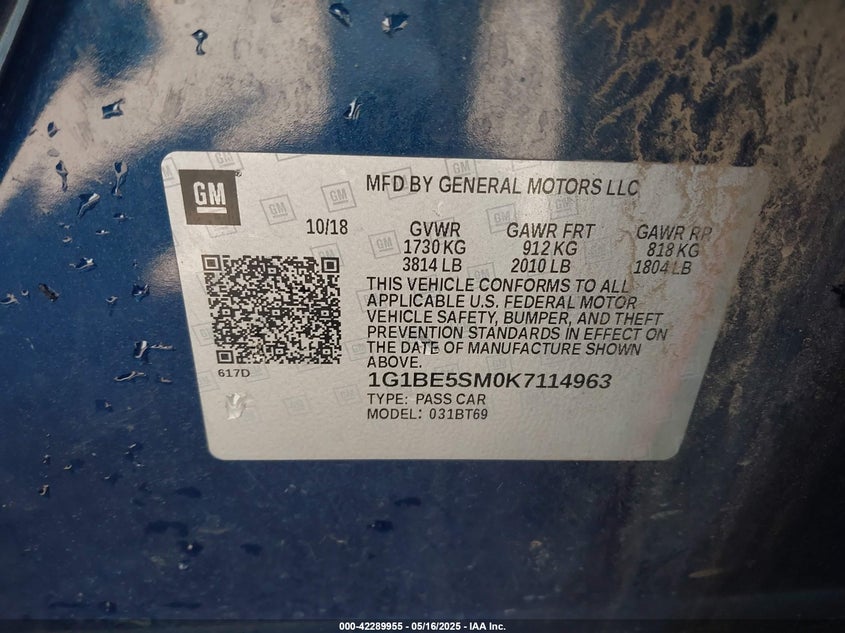 GM
MFD BY GENERAL MOTORS LLC
10/18
GVWR GAWR FRT GAWR RR
1730 KG 912 KG 818 KG
3814 LB 2010 LB 1804 LB
THIS VEHICLE CONFORMS TO ALL
APPLICABLE U.S. FEDERAL MOTOR
VEHICLE SAFETY, BUMPER, AND THEFT
PREVENTION STANDARDS IN EFFECT ON
THE DATE OF MANUFACTURE SHOWN
ABOVE.
617D
1G1BE5SM0K7114963
TYPE: PASS CAR
MODEL: 031BT69
000-42289955 - 05/16/2025 - IAA Inc.